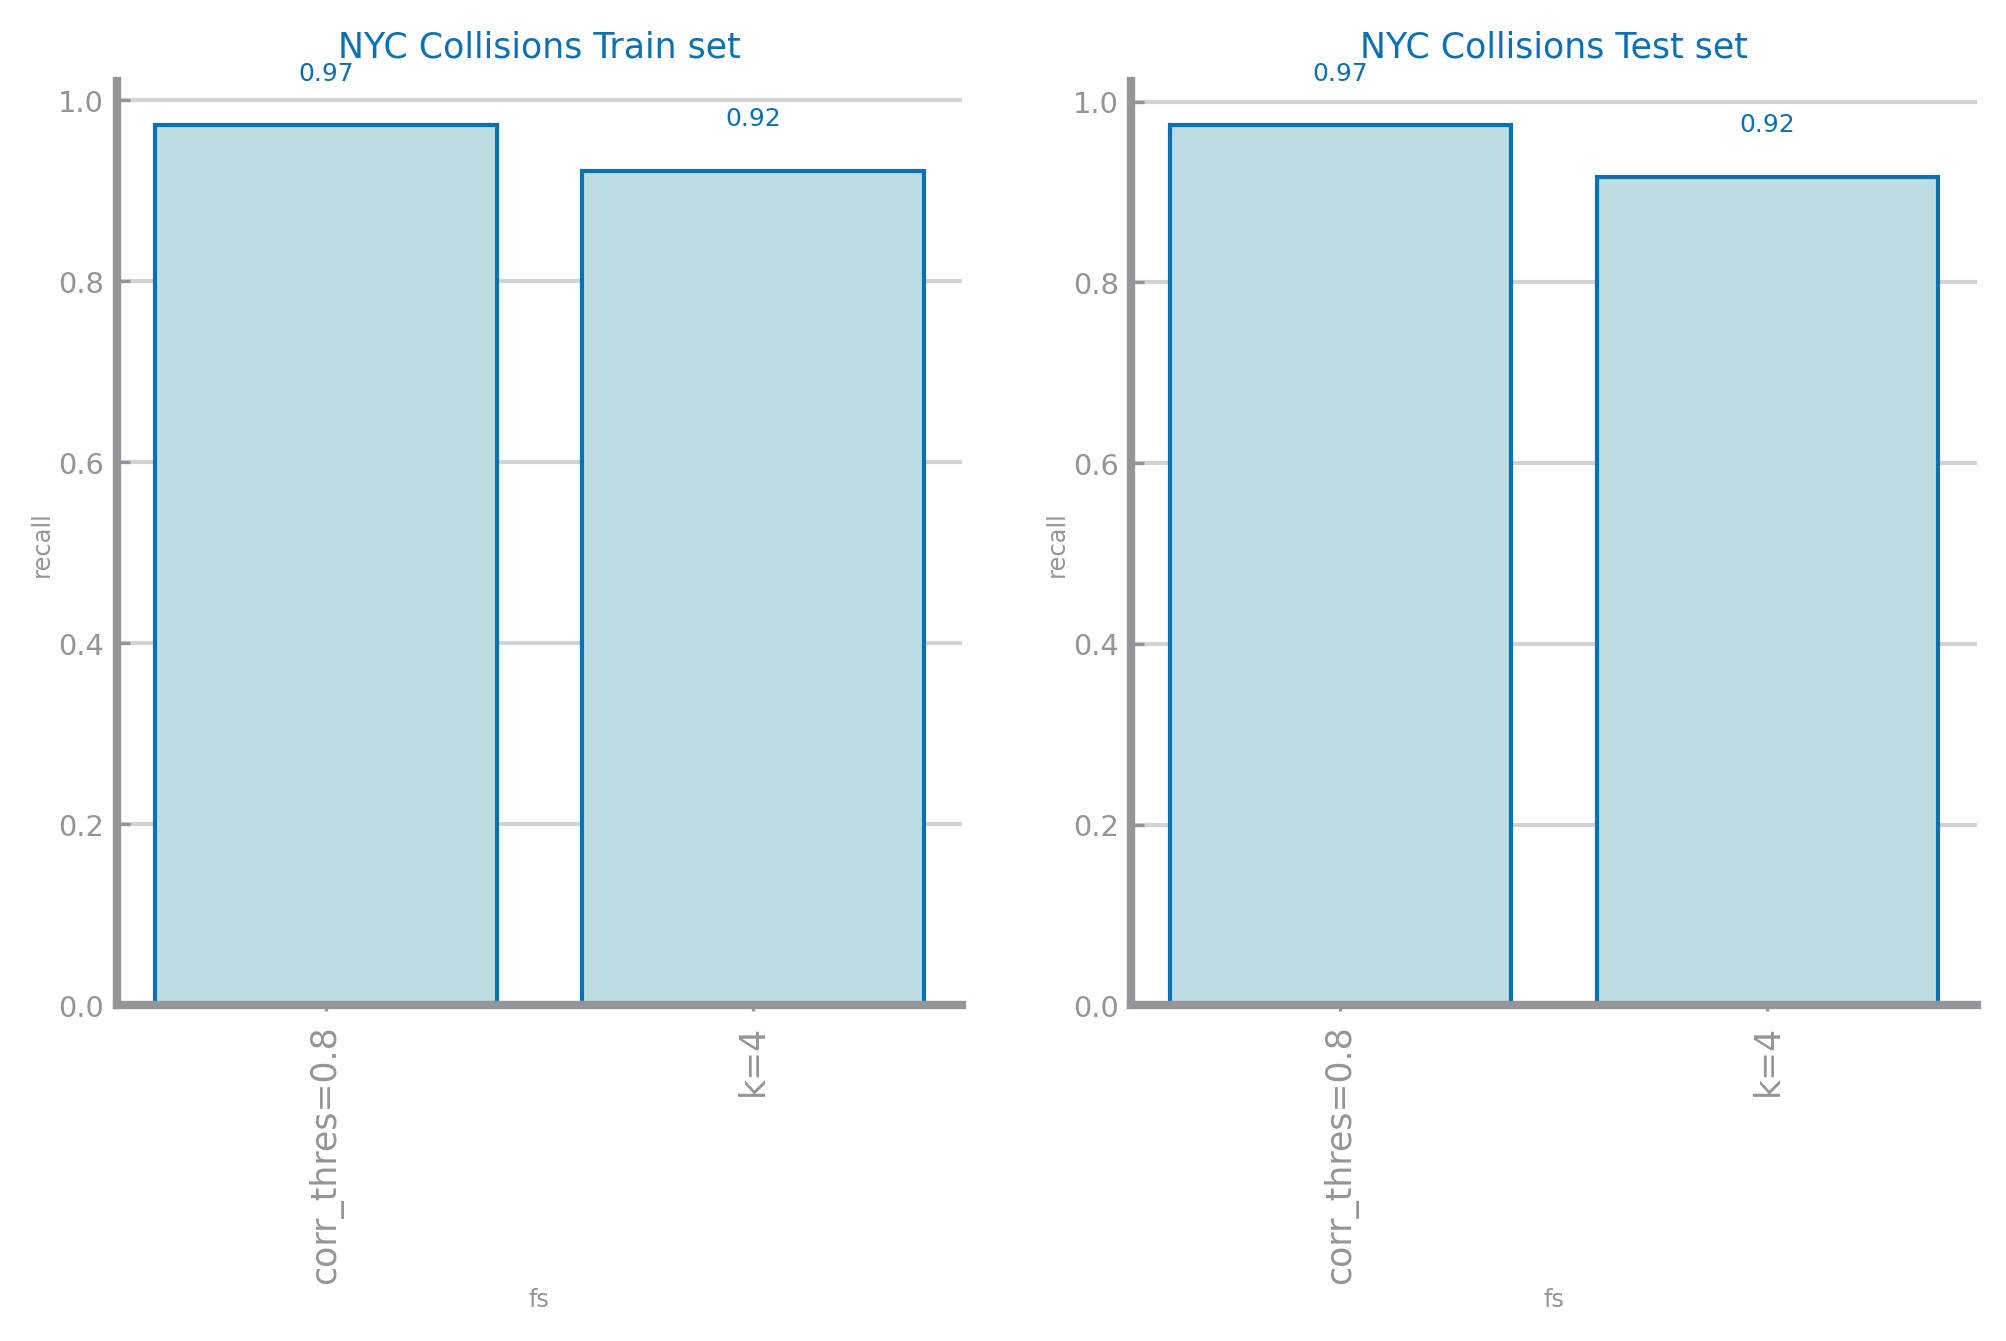 NYC Collisions Train set
0.97
0.92
1.0
0.8
0.6
0.4
0.2
0.0
recall
corr_thres=0.8
k=4
fs
NYC Collisions Test set
0.97
0.92
1.0
0.8
0.6
0.4
0.2
0.0
recall
corr_thres=0.8
k=4
fs